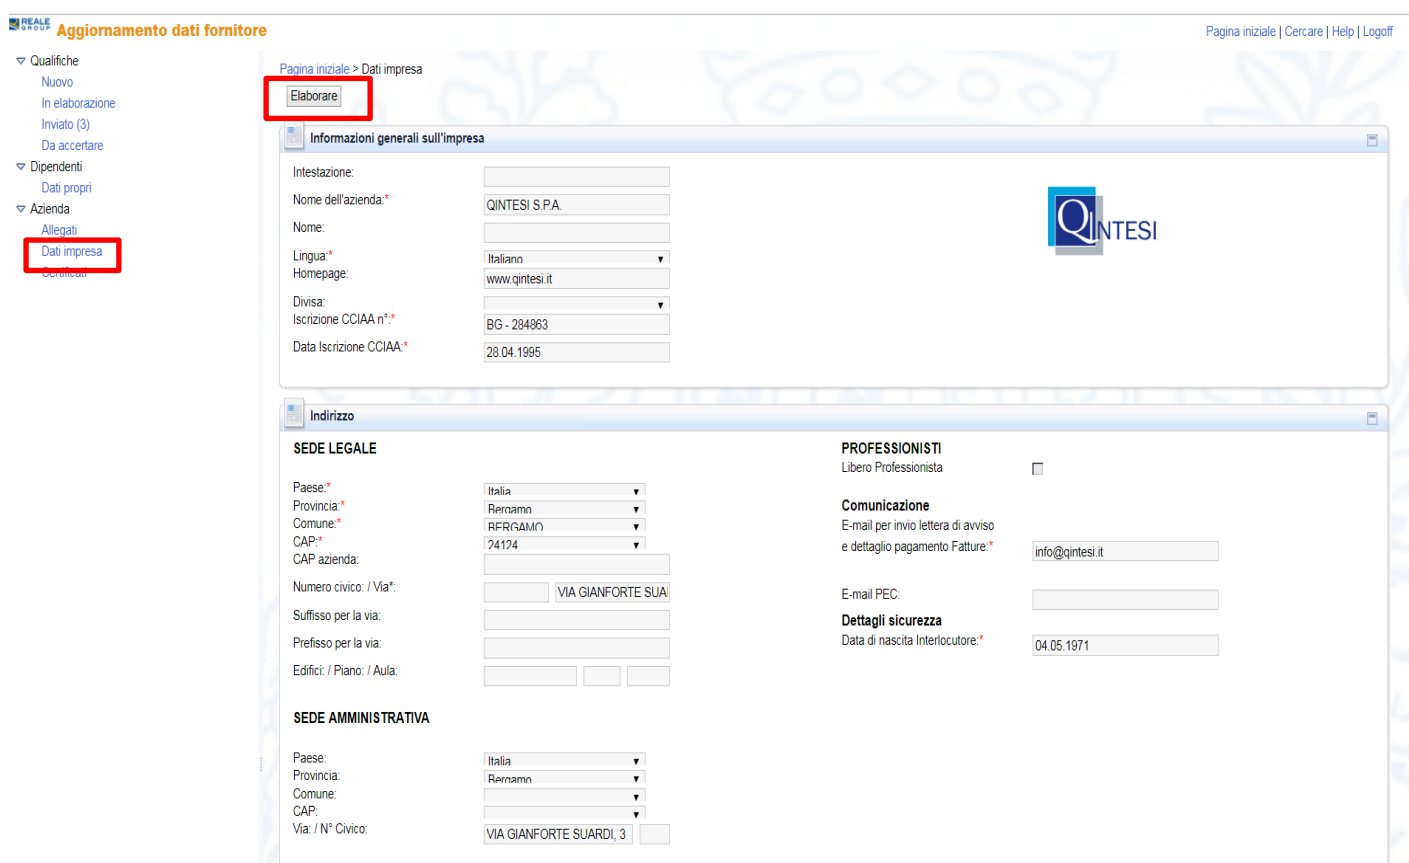 REALE
GROUP
Aggiornamento dati fornitore
Pagina iniziale | Cercare | Help | Logoff
Qualifiche
Nuovo
In elaborazione
Inviato (3)
Da accertare
Dipendenti
Dati propri
Azienda
Allegati
Dati impresa
Certificati
Pagina iniziale > Dati impresa
Elaborare
Informazioni generali sull'impresa
Intestazione:
Nome dell'azienda:* QINTESI S.P.A.
Nome:
Lingua:* Italiano
Homepage: www.qintesi.it
Divisa:
Iscrizione CCIAA n°:* BG - 284863
Data Iscrizione CCIAA:* 28.04.1995
QINTESI
Indirizzo
SEDE LEGALE
Paese:* Italia
Provincia:* Bergamo
Comune:* BERGAMO
CAP:* 24124
CAP azienda:
Numero civico: / Via*: VIA GIANFORTE SUA
Suffisso per la via:
Prefisso per la via:
Edifici: / Piano: / Aula:
SEDE AMMINISTRATIVA
Paese: Italia
Provincia: Bergamo
Comune:
CAP:
Via: / N° Civico: VIA GIANFORTE SUARDI, 3
PROFESSIONISTI
Libero Professionista
Comunicazione
E-mail per invio lettera di avviso
e dettaglio pagamento Fatture:* info@qintesi.it
E-mail PEC:
Dettagli sicurezza
Data di nascita Interlocutore:* 04.05.1971